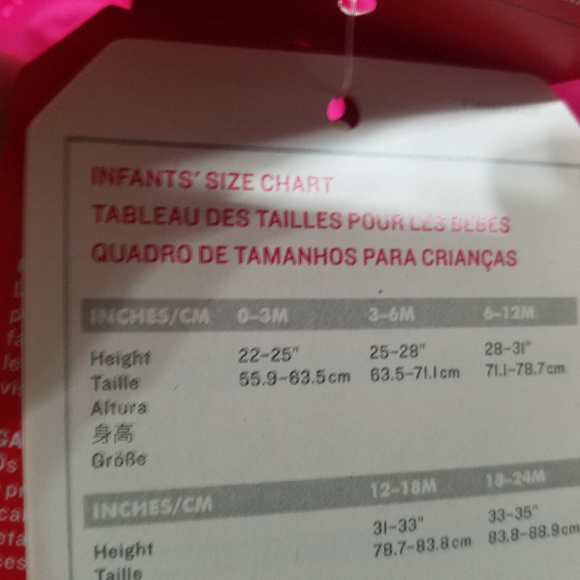 INFANTS' SIZE CHART
TABLEAU DES TAILLES POUR LES BÉBÉS
QUADRO DE TAMANHOS PARA CRIANÇAS
INCHES/CM 0-3M 3-6M 6-12M
Height 22-25" 25-28" 28-31"
Taille 55.9-63.5cm 63.5-71.1cm 71.1-78.7cm
Altura
身高
Größe
INCHES/CM 12-18M 18-24M
Height 31-33" 33-35"
78.7-83.8cm 83.8-88.9cm
Taille